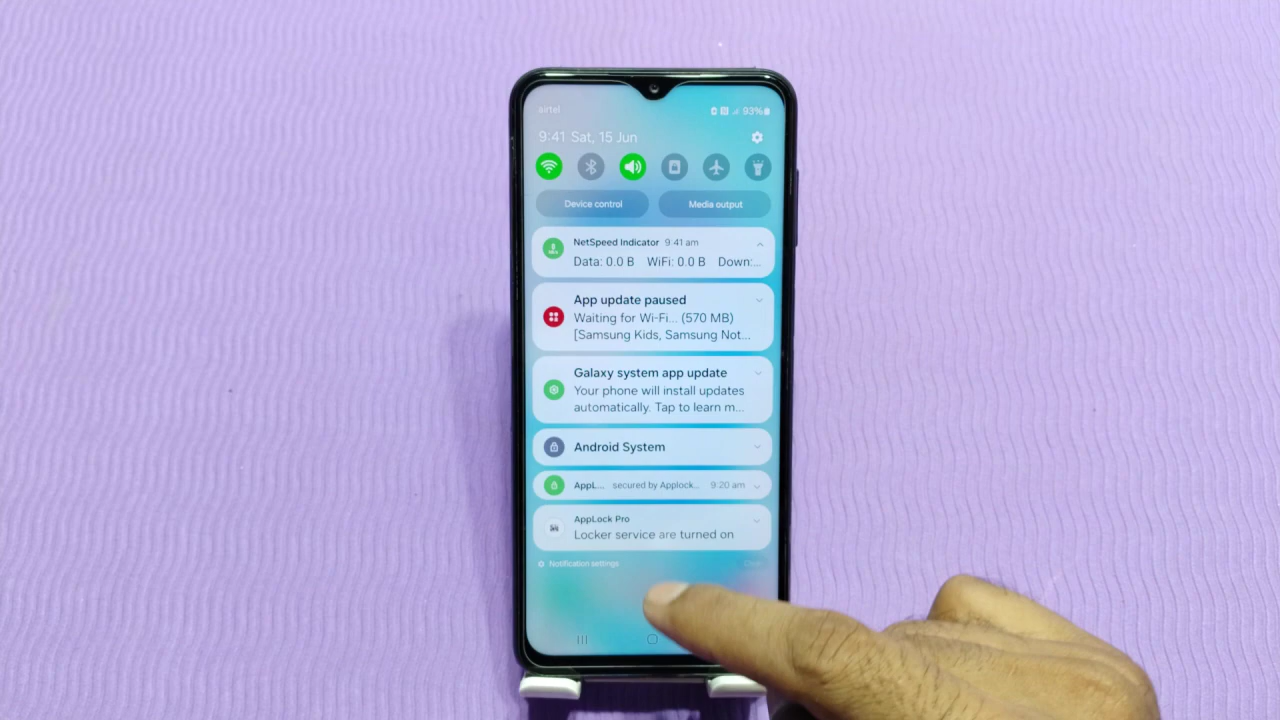 airtel
93%
9:41 Sat, 15 Jun
Device control
Media output
NetSpeed Indicator 9:41 am
Data: 0.0 B WiFi: 0.0 B Down:...
App update paused
Waiting for Wi-Fi... (570 MB)
[Samsung Kids, Samsung Not...
Galaxy system app update
Your phone will install updates
automatically. Tap to learn m...
Android System
AppL... secured by Applock... 9:20 am
AppLock Pro
Locker service are turned on
Notification settings
Clear